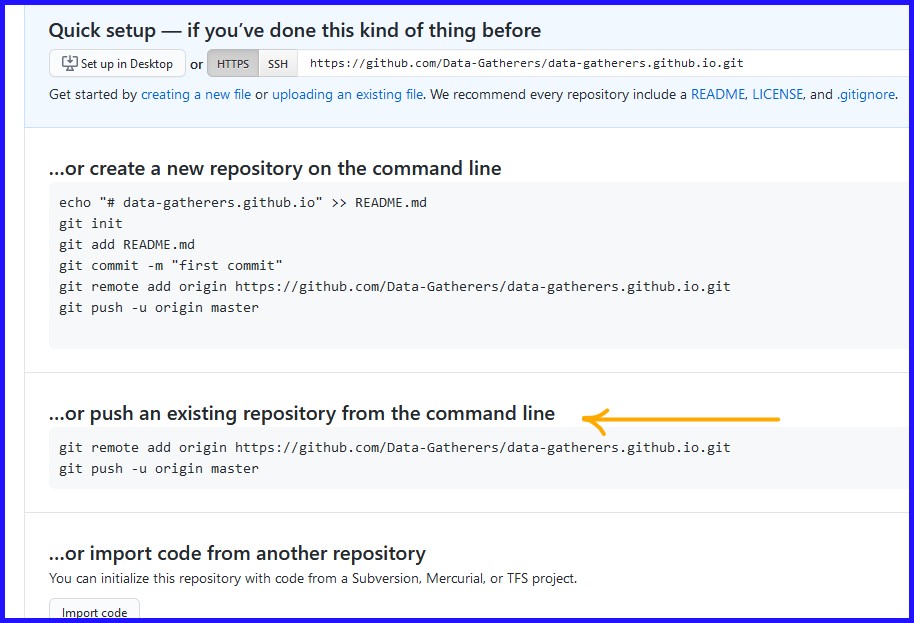 Quick setup — if you’ve done this kind of thing before
Set up in Desktop or HTTPS SSH https://github.com/Data-Gatherers/data-gatherers.github.io.git
Get started by creating a new file or uploading an existing file. We recommend every repository include a README, LICENSE, and .gitignore.
…or create a new repository on the command line
echo "# data-gatherers.github.io" >> README.md
git init
git add README.md
git commit -m "first commit"
git remote add origin https://github.com/Data-Gatherers/data-gatherers.github.io.git
git push -u origin master
…or push an existing repository from the command line
git remote add origin https://github.com/Data-Gatherers/data-gatherers.github.io.git
git push -u origin master
…or import code from another repository
You can initialize this repository with code from a Subversion, Mercurial, or TFS project.
Import code